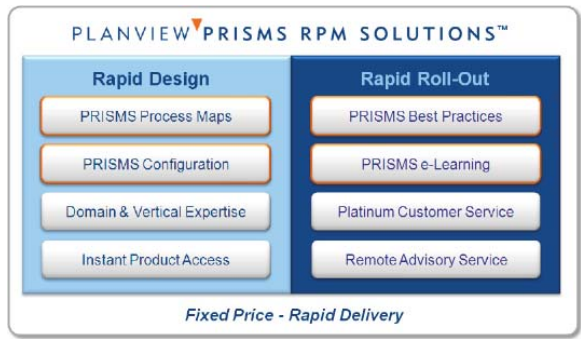 PLANVIEW PRISMS RPM SOLUTIONS™
Rapid Design
PRISMS Process Maps
PRISMS Configuration
Domain & Vertical Expertise
Instant Product Access
Rapid Roll-Out
PRISMS Best Practices
PRISMS e-Learning
Platinum Customer Service
Remote Advisory Service
Fixed Price - Rapid Delivery